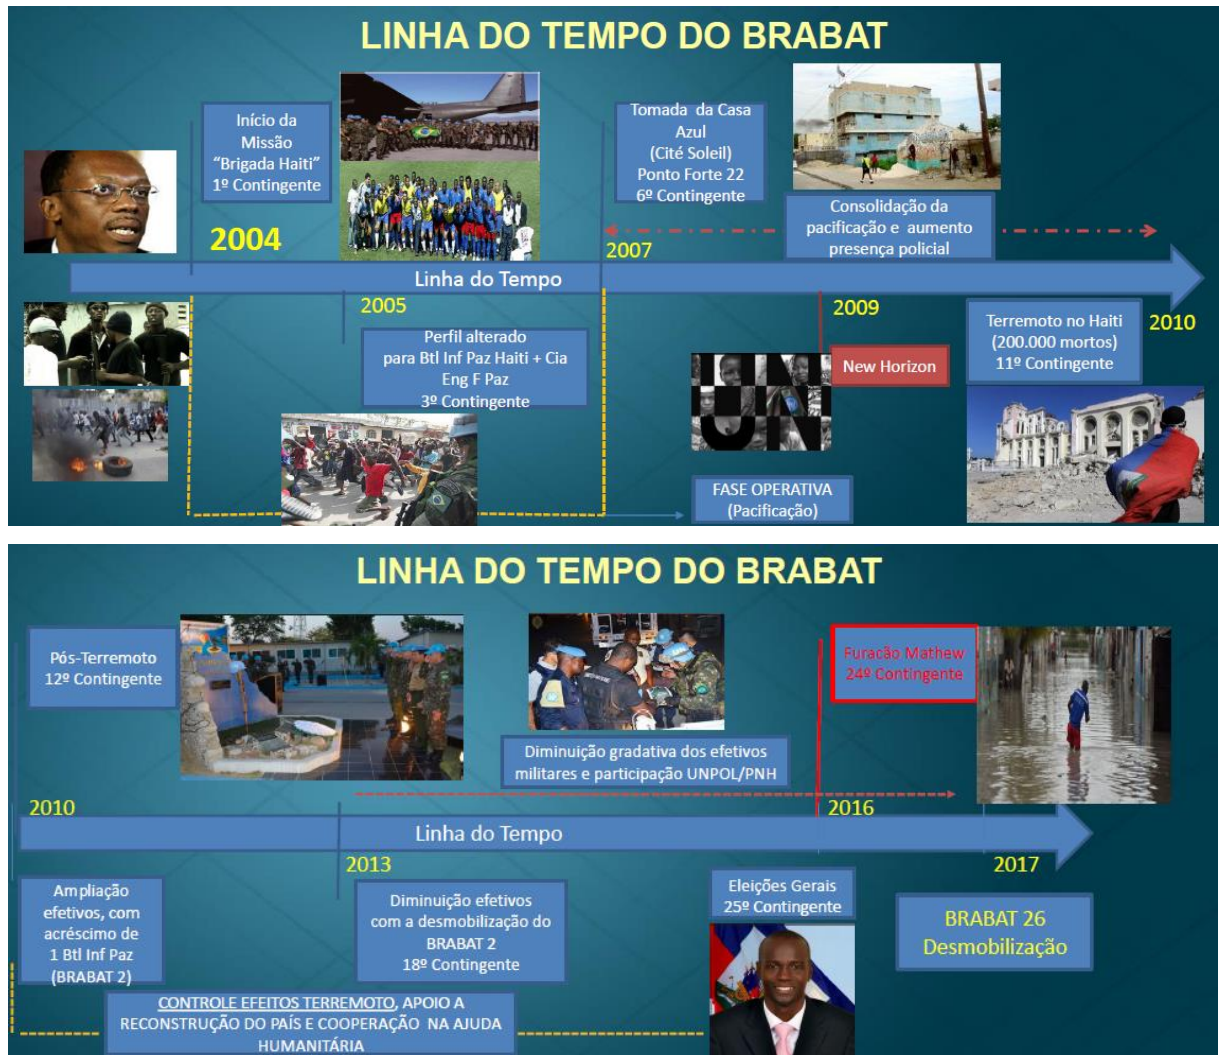 LINHA DO TEMPO DO BRABAT
Início da
Missão
“Brigada Haiti”
1º Contingente
2004
Tomada da Casa
Azul
(Cité Soleil)
Ponto Forte 22
6º Contingente
2007
Consolidação da
pacificação e aumento
presença policial
Linha do Tempo
2005
Perfil alterado
para Btl Inf Paz Haiti + Cia
Eng F Paz
3º Contingente
2009
New Horizon
UN
FASE OPERATIVA
(Pacificação)
Terremoto no Haiti
(200.000 mortos)
11º Contingente
2010
LINHA DO TEMPO DO BRABAT
Pós-Terremoto
12º Contingente
Diminuição gradativa dos efetivos
militares e participação UNPOL/PNH
Furacão Mathew
24º Contingente
2010
2016
Linha do Tempo
2013
2017
Ampliação
efetivos, com
acréscimo de
1 Btl Inf Paz
(BRABAT 2)
Diminuição efetivos
com a desmobilização do
BRABAT 2
18º Contingente
Eleições Gerais
25º Contingente
BRABAT 26
Desmobilização
CONTROLE EFEITOS TERREMOTO, APOIO A
RECONSTRUÇÃO DO PAÍS E COOPERAÇÃO NA AJUDA
HUMANITÁRIA